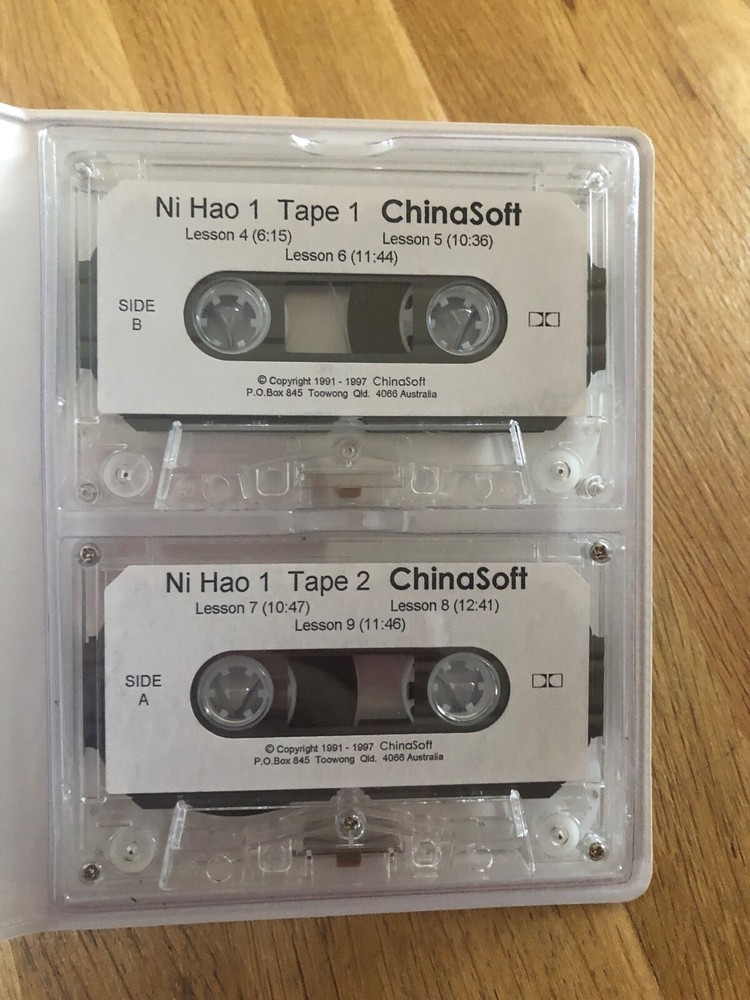 Ni Hao 1 Tape 1 ChinaSoft
Lesson 4 (6:15) Lesson 5 (10:36)
Lesson 6 (11:44)
SIDE
B
© Copyright 1991 - 1997 ChinaSoft
P.O.Box 845 Toowong Qld. 4066 Australia
Ni Hao 1 Tape 2 ChinaSoft
Lesson 7 (10:47) Lesson 8 (12:41)
Lesson 9 (11:46)
SIDE
A
© Copyright 1991 - 1997 ChinaSoft
P.O.Box 845 Toowong Qld. 4066 Australia